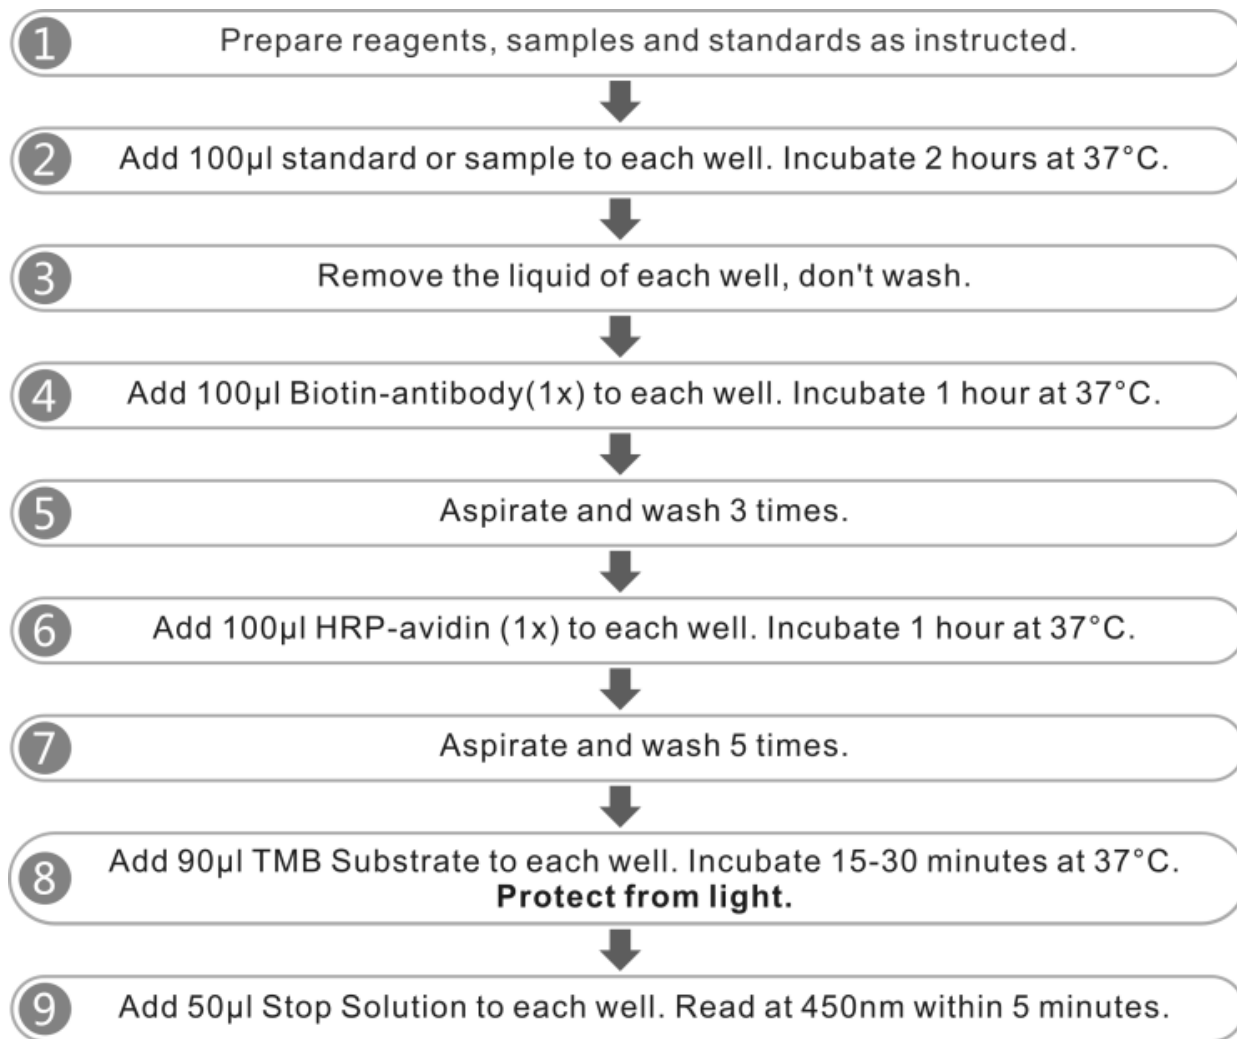 1 Prepare reagents, samples and standards as instructed.
2 Add 100µl standard or sample to each well. Incubate 2 hours at 37°C.
3 Remove the liquid of each well, don't wash.
4 Add 100µl Biotin-antibody(1x) to each well. Incubate 1 hour at 37°C.
5 Aspirate and wash 3 times.
6 Add 100µl HRP-avidin (1x) to each well. Incubate 1 hour at 37°C.
7 Aspirate and wash 5 times.
8 Add 90µl TMB Substrate to each well. Incubate 15-30 minutes at 37°C.
Protect from light.
9 Add 50µl Stop Solution to each well. Read at 450nm within 5 minutes.